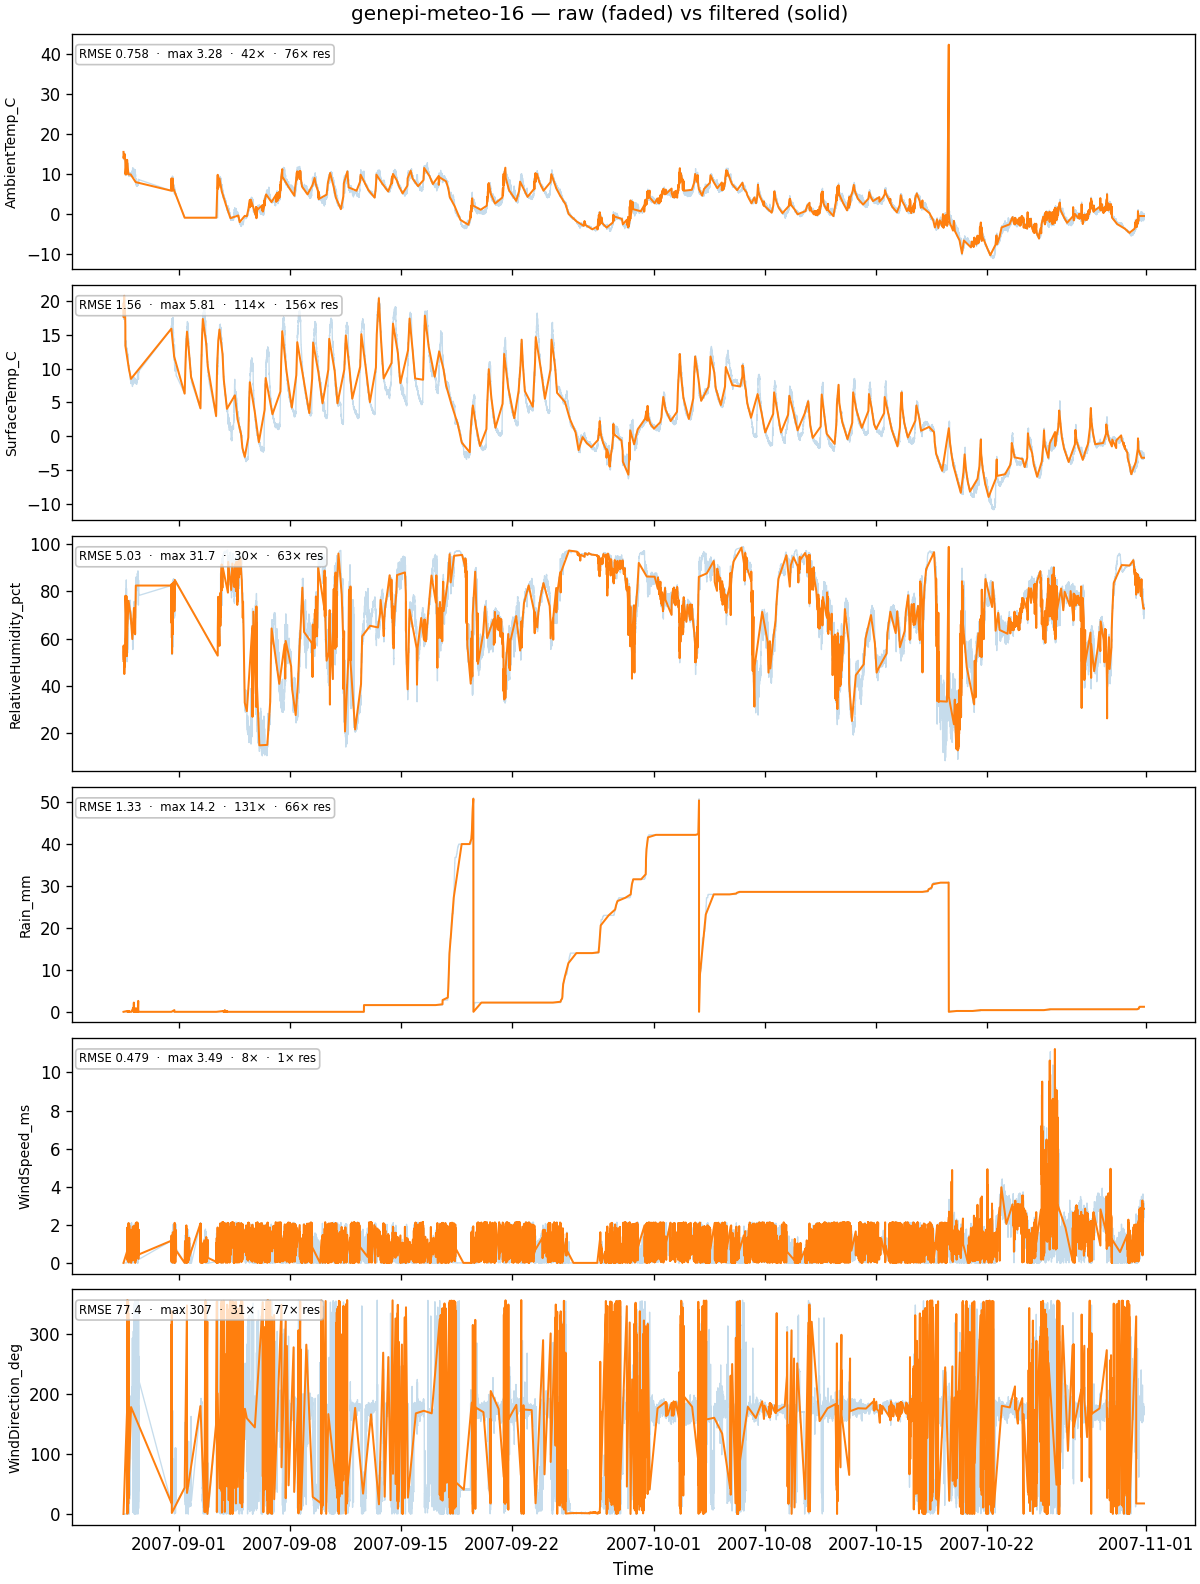 genepi-meteo-16 — raw (faded) vs filtered (solid)
RMSE 0.758 · max 3.28 · 42× · 76× res
AmbientTemp_C
40
30
20
10
0
−10
RMSE 1.56 · max 5.81 · 114× · 156× res
SurfaceTemp_C
20
15
10
5
0
−5
−10
RMSE 5.03 · max 31.7 · 30× · 63× res
RelativeHumidity_pct
100
80
60
40
20
RMSE 1.33 · max 14.2 · 131× · 66× res
Rain_mm
50
40
30
20
10
0
RMSE 0.479 · max 3.49 · 8× · 1× res
WindSpeed_ms
10
8
6
4
2
0
RMSE 77.4 · max 307 · 31× · 77× res
WindDirection_deg
300
200
100
0
2007-09-01 2007-09-08 2007-09-15 2007-09-22 2007-10-01 2007-10-08 2007-10-15 2007-10-22 2007-11-01
Time